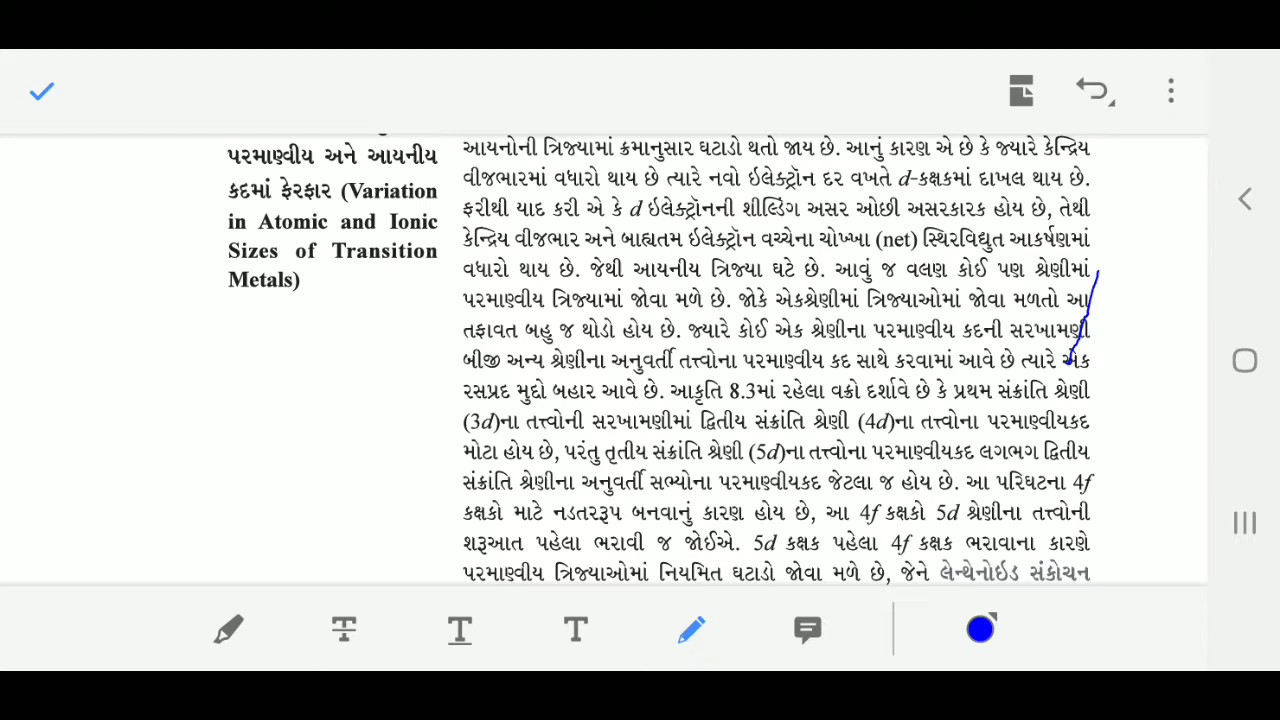 પરમાણ્વીય અને આયનીય
કદમાં ફેરફાર (Variation
in Atomic and Ionic
Sizes of Transition
Metals)
આયનોની ત્રિજ્યામાં ક્રમાનુસાર ઘટાડો થતો જાય છે. આનું કારણ એ છે કે જ્યારે કેન્દ્રિય
વીજભારમાં વધારો થાય છે ત્યારે નવો ઇલેક્ટ્રૉન દર વખતે d-કક્ષકમાં દાખલ થાય છે.
ફરીથી યાદ કરી એ કે d ઇલેક્ટ્રૉનની શીલ્ડિંગ અસર ઓછી અસરકારક હોય છે, તેથી
કેન્દ્રિય વીજભાર અને બાહ્યતમ ઇલેક્ટ્રૉન વચ્ચેના ચોખ્ખા (net) સ્થિરવિદ્યુત આકર્ષણમાં
વધારો થાય છે. જેથી આયનીય ત્રિજ્યા ઘટે છે. આવું જ વલણ કોઈ પણ શ્રેણીમાં
પરમાણ્વીય ત્રિજ્યામાં જોવા મળે છે. જોકે એકશ્રેણીમાં ત્રિજ્યાઓમાં જોવા મળતો આ
તફાવત બહુ જ થોડો હોય છે. જ્યારે કોઈ એક શ્રેણીના પરમાણ્વીય કદની સરખામણી
બીજી અન્ય શ્રેણીના અનુવર્તી તત્ત્વોના પરમાણ્વીય કદ સાથે કરવામાં આવે છે ત્યારે એક
રસપ્રદ મુદ્દો બહાર આવે છે. આકૃતિ 8.3માં રહેલા વક્રો દર્શાવે છે કે પ્રથમ સંક્રાંતિ શ્રેણી
(3d)ના તત્ત્વોની સરખામણીમાં દ્વિતીય સંક્રાંતિ શ્રેણી (4d)ના તત્ત્વોના પરમાણ્વીયકદ
મોટા હોય છે, પરંતુ તૃતીય સંક્રાંતિ શ્રેણી (5d)ના તત્ત્વોના પરમાણ્વીયકદ લગભગ દ્વિતીય
સંક્રાંતિ શ્રેણીના અનુવર્તી સભ્યોના પરમાણ્વીયકદ જેટલા જ હોય છે. આ પરિઘટના 4f
કક્ષકો માટે નડતરરૂપ બનવાનું કારણ હોય છે, આ 4f કક્ષકો 5d શ્રેણીના તત્ત્વોની
શરૂઆત પહેલા ભરાવી જ જોઈએ. 5d કક્ષક પહેલા 4f કક્ષક ભરાવાના કારણે
પરમાણ્વીય ત્રિજ્યાઓમાં નિયમિત ઘટાડો જોવા મળે છે, જેને લેન્થેનોઇડ સંકોચન